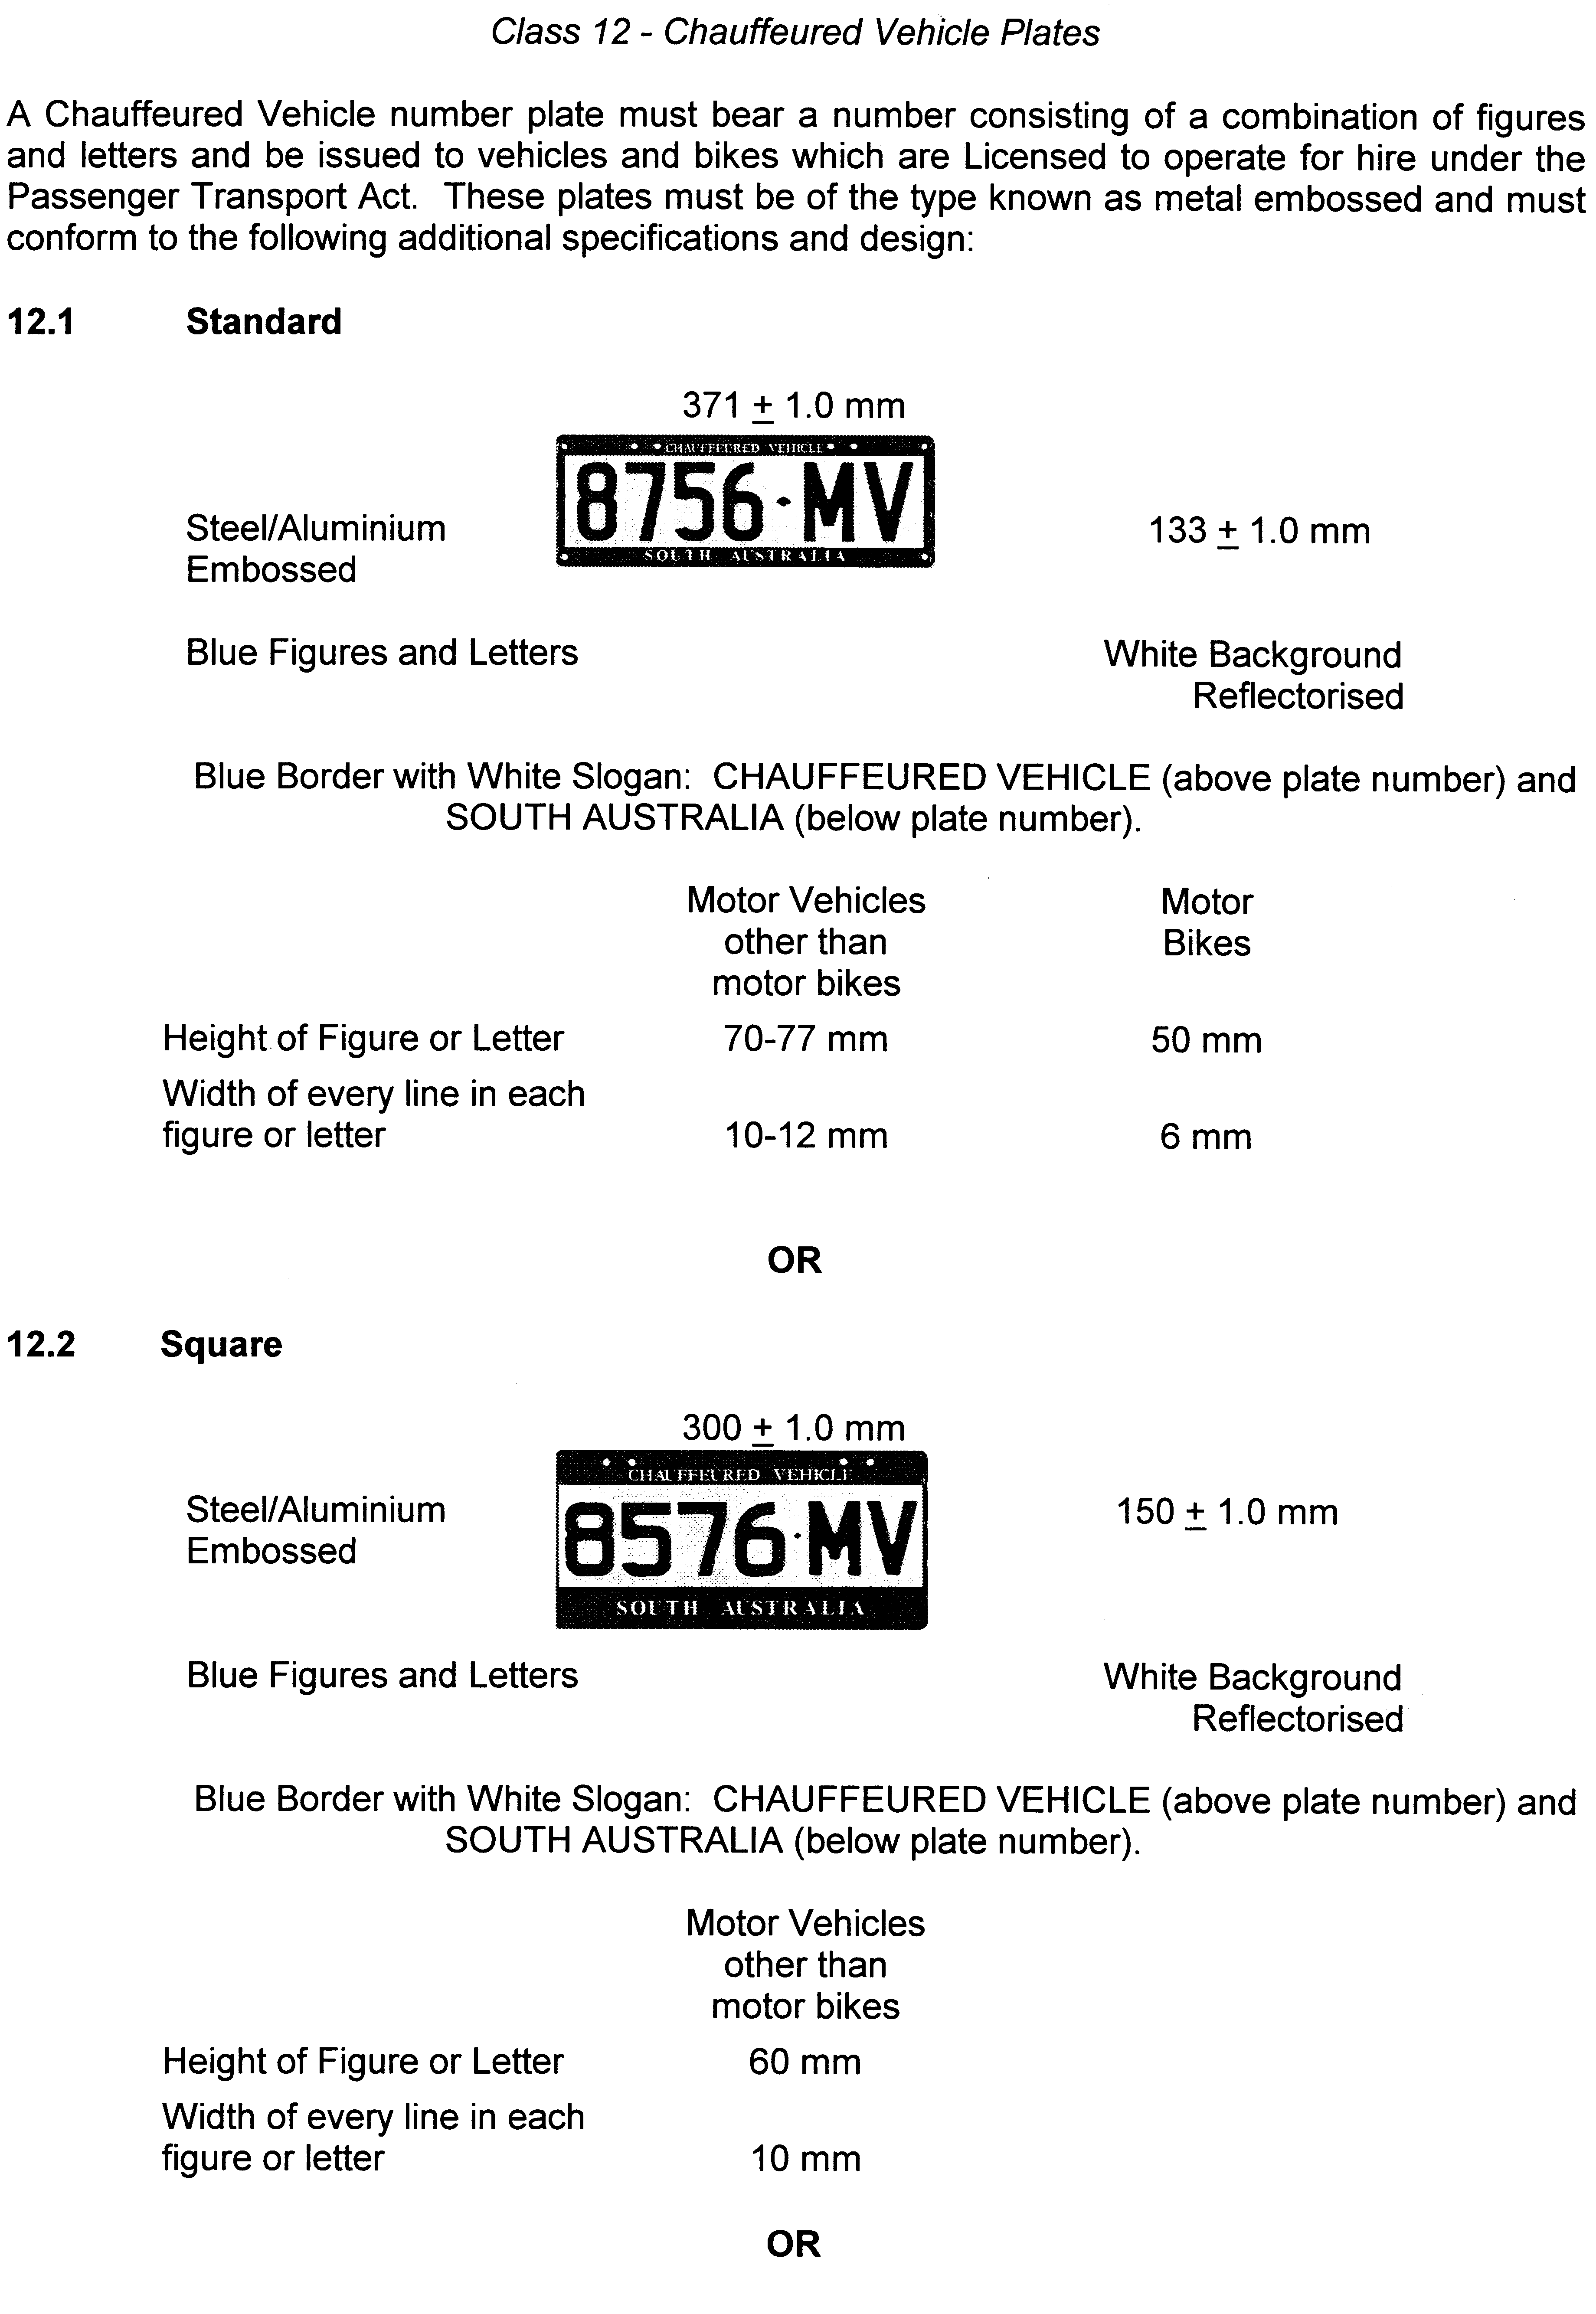 Class 12 - Chauffeured Vehicle Plates
A Chauffeured Vehicle number plate must bear a number consisting of a combination of figures
and letters and be issued to vehicles and bikes which are Licensed to operate for hire under the
Passenger Transport Act. These plates must be of the type known as metal embossed and must
conform to the following additional specifications and design:
12.1 Standard
371 ± 1.0 mm
CHAUFFEURED VEHICLE
8756·MV
SOUTH AUSTRALIA
Steel/Aluminium
Embossed
133 ± 1.0 mm
Blue Figures and Letters
White Background
Reflectorised
Blue Border with White Slogan: CHAUFFEURED VEHICLE (above plate number) and
SOUTH AUSTRALIA (below plate number).
Motor Vehicles
other than
motor bikes
Motor
Bikes
Height of Figure or Letter 70-77 mm 50 mm
Width of every line in each
figure or letter 10-12 mm 6 mm
OR
12.2 Square
300 ± 1.0 mm
CHAUFFEURED VEHICLE
8576·MV
SOUTH AUSTRALIA
Steel/Aluminium
Embossed
150 ± 1.0 mm
Blue Figures and Letters
White Background
Reflectorised
Blue Border with White Slogan: CHAUFFEURED VEHICLE (above plate number) and
SOUTH AUSTRALIA (below plate number).
Motor Vehicles
other than
motor bikes
Height of Figure or Letter 60 mm
Width of every line in each
figure or letter 10 mm
OR